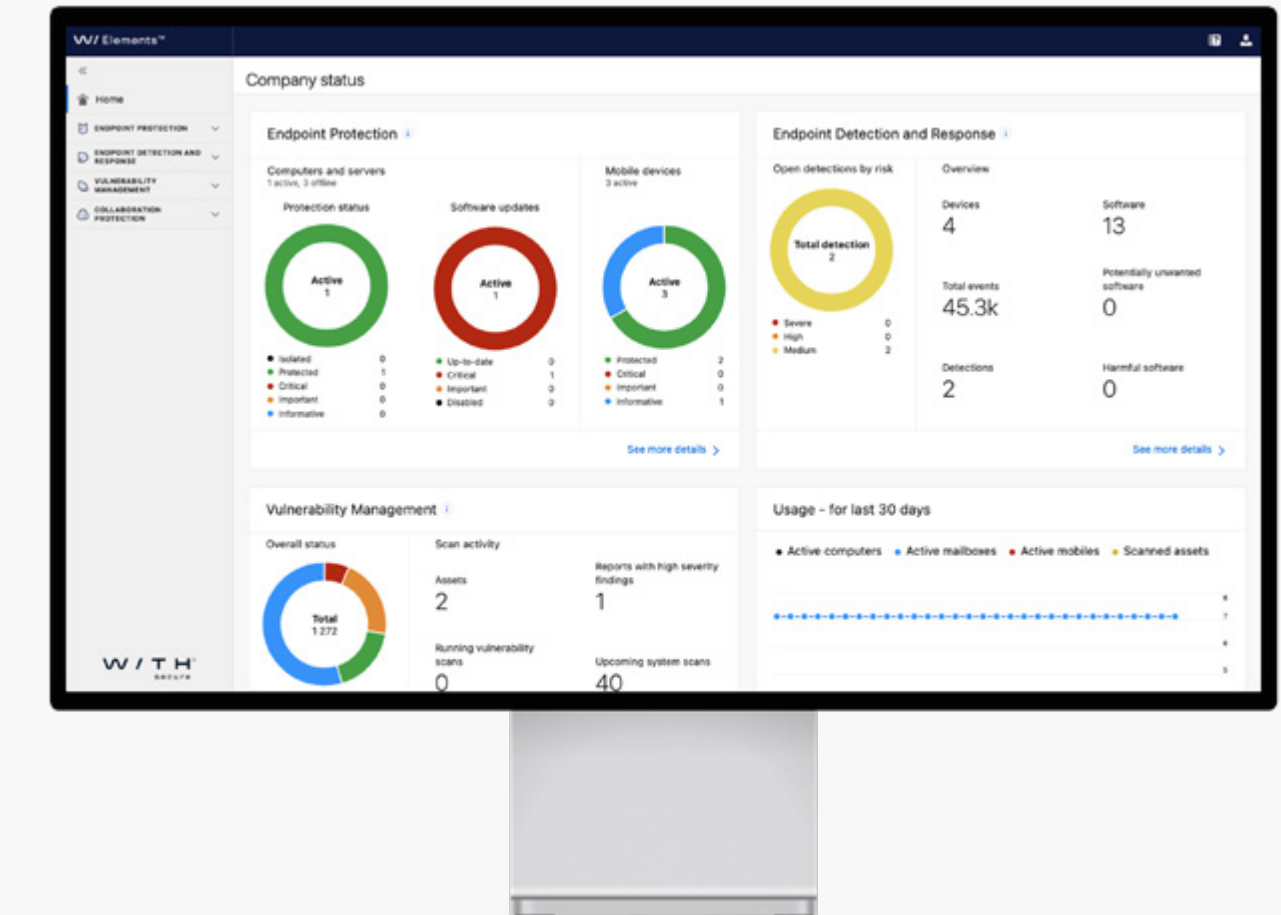 W/ Elements™
Home
ENDPOINT PROTECTION
ENDPOINT DETECTION AND
RESPONSE
VULNERABILITY
MANAGEMENT
COLLABORATION
PROTECTION
W/TH
secure
Company status
Endpoint Protection
Computers and servers
1 active, 3 offline
Protection status
Active
1
Isolated 0
Protected 1
Critical 0
Important 0
Informative 0
Software updates
Active
1
Up-to-date 0
Critical 1
Important 0
Disabled 0
Mobile devices
3 active
Active
3
Protected 2
Critical 0
Important 0
Informative 1
See more details
Endpoint Detection and Response
Open detections by risk
Total detection
2
Severe 0
High 0
Medium 2
Overview
Devices
4
Software
13
Total events
45.3k
Potentially unwanted
software
0
Detections
2
Harmful software
0
See more details
Vulnerability Management
Overall status
Total
1 272
Scan activity
Assets
2
Reports with high severity
findings
1
Running vulnerability
scans
0
Upcoming system scans
40
Usage - for last 30 days
Active computers Active mailboxes Active mobiles Scanned assets
7
5